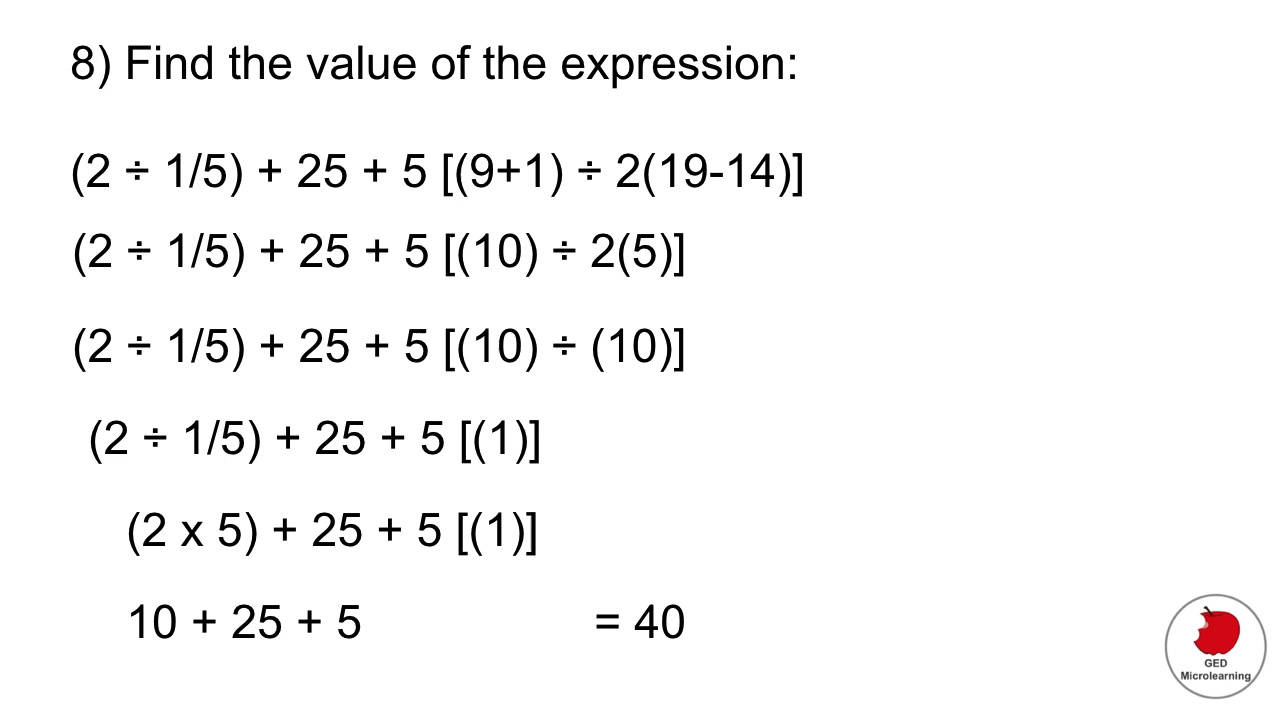 8) Find the value of the expression:
(2 ÷ 1/5) + 25 + 5 [(9+1) ÷ 2(19-14)]
(2 ÷ 1/5) + 25 + 5 [(10) ÷ 2(5)]
(2 ÷ 1/5) + 25 + 5 [(10) ÷ (10)]
(2 ÷ 1/5) + 25 + 5 [(1)]
(2 x 5) + 25 + 5 [(1)]
10 + 25 + 5 = 40
GED
Microlearning